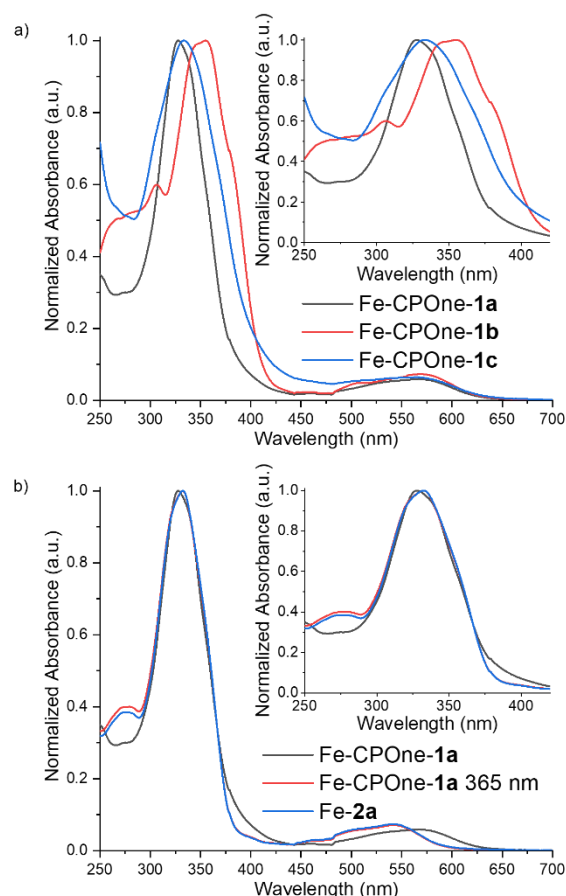 a)
Normalized Absorbance (a.u.)
1.0
0.8
0.6
0.4
0.2
0.0
250 300 350 400 450 500 550 600 650 700
Wavelength (nm)
Normalized Absorbance (a.u.)
1.0
0.8
0.6
0.4
0.2
0.0
250 300 350 400
Wavelength (nm)
Fe-CPOne-1a
Fe-CPOne-1b
Fe-CPOne-1c
b)
Normalized Absorbance (a.u.)
1.0
0.8
0.6
0.4
0.2
0.0
250 300 350 400 450 500 550 600 650 700
Wavelength (nm)
Normalized Absorbance (a.u.)
1.0
0.8
0.6
0.4
0.2
0.0
250 300 350 400
Wavelength (nm)
Fe-CPOne-1a
Fe-CPOne-1a 365 nm
Fe-2a